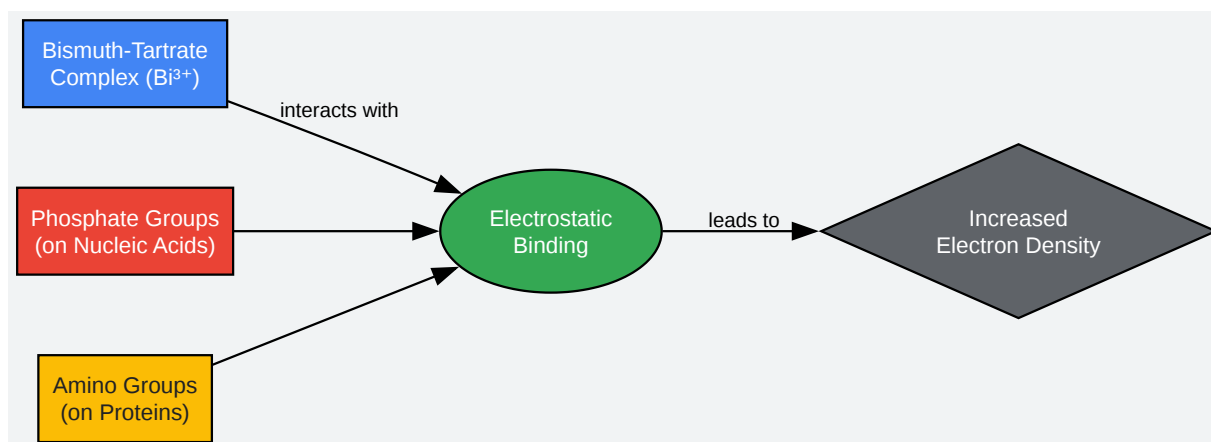 Bismuth-Tartrate
Complex (Bi³⁺)
interacts with
Phosphate Groups
(on Nucleic Acids)
Electrostatic
Binding
leads to
Increased
Electron Density
Amino Groups
(on Proteins)